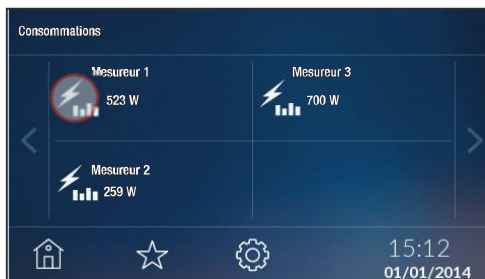 Consommations
Mesureur 1
523 W
Mesureur 3
700 W
Mesureur 2
259 W
15:12
01/01/2014